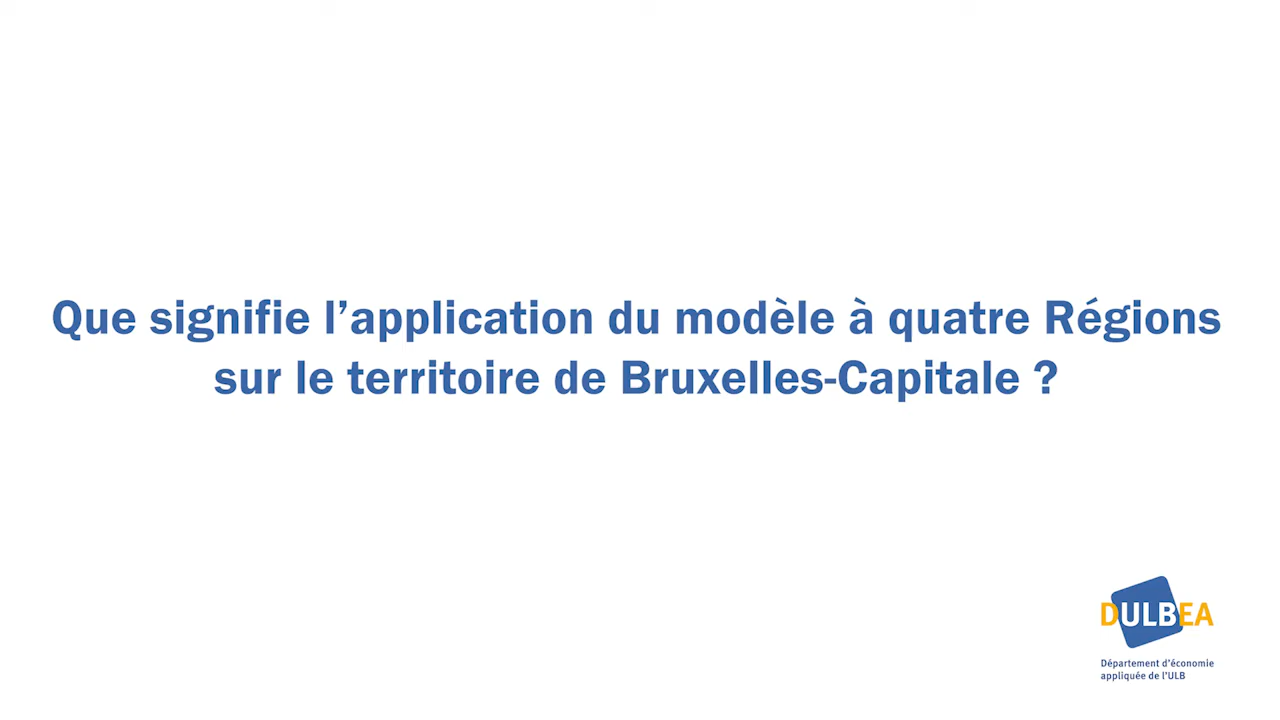 Que signifie l’application du modèle à quatre Régions
sur le territoire de Bruxelles-Capitale ?
DULBEA
Département d’économie
appliquée de l’ULB